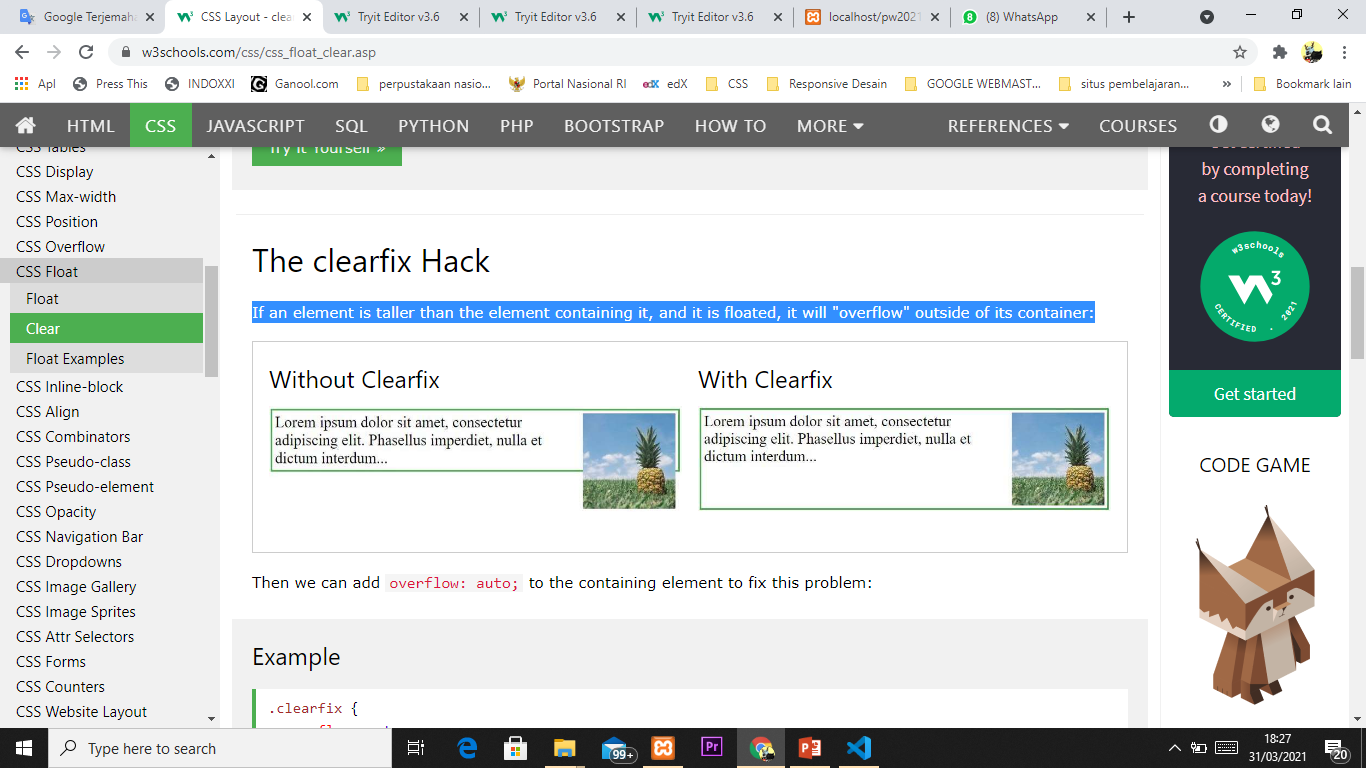 Google Terjemah
CSS Layout - clea
Tryit Editor v3.6
Tryit Editor v3.6
Tryit Editor v3.6
localhost/pw2021
(8) WhatsApp
w3schools.com/css/css_float_clear.asp
Apl
Press This
INDOXXI
Ganool.com
perpustakaan nasio...
Portal Nasional RI
edX
CSS
Responsive Desain
GOOGLE WEBMAST...
situs pembelajaran...
»
Bookmark lain
HTML
CSS
JAVASCRIPT
SQL
PYTHON
PHP
BOOTSTRAP
HOW TO
MORE
REFERENCES
COURSES
CSS Tables
CSS Display
CSS Max-width
CSS Position
CSS Overflow
CSS Float
Float
Clear
Float Examples
CSS Inline-block
CSS Align
CSS Combinators
CSS Pseudo-class
CSS Pseudo-element
CSS Opacity
CSS Navigation Bar
CSS Dropdowns
CSS Image Gallery
CSS Image Sprites
CSS Attr Selectors
CSS Forms
CSS Counters
CSS Website Layout
Try it Yourself »
The clearfix Hack
If an element is taller than the element containing it, and it is floated, it will "overflow" outside of its container:
Without Clearfix
Lorem ipsum dolor sit amet, consectetur
adipiscing elit. Phasellus imperdiet, nulla et
dictum interdum...
With Clearfix
Lorem ipsum dolor sit amet, consectetur
adipiscing elit. Phasellus imperdiet, nulla et
dictum interdum...
Then we can add overflow: auto; to the containing element to fix this problem:
Example
.clearfix {
Get certified
by completing
a course today!
w3schools
3
CERTIFIED . 2021
Get started
CODE GAME
Type here to search
99+
Pr
18:27
31/03/2021
20